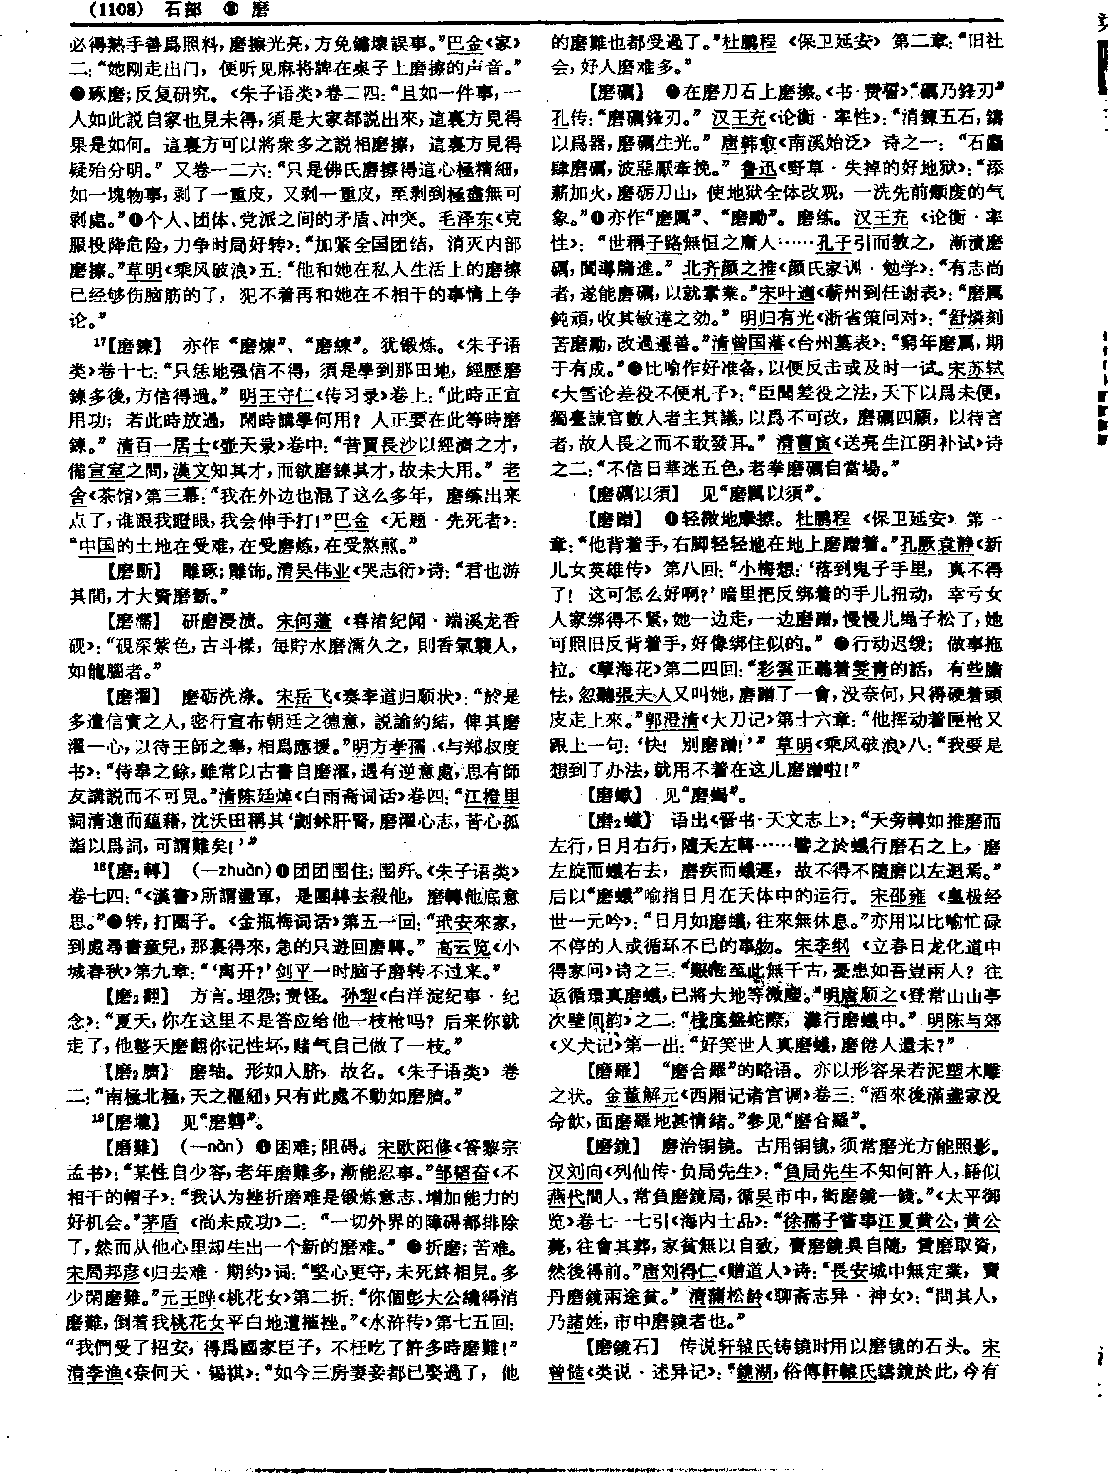 (1108) 石部 ⑪ 磨
必得熟手善爲照料，磨擦光亮，方免鏽壞誤事。”巴金《家》
二：“她刚走出门，便听见麻将牌在桌子上磨擦的声音。”
琢磨；反复研究。《朱子语类》卷二四：“且如一件事，一
人如此説自家也見未得，須是大家都説出來，這裏方見得
果是如何。這裏方可以將衆多之説相磨擦，這裏方見得
疑殆分明。”又卷一二六：“只是佛氏磨擦得這心極精細，
如一塊物事，剥了一重皮，又剥一重皮，至剥到極盡無可
剥處。”个人、团体、党派之间的矛盾、冲突。毛泽东《克
服投降危险，力争时局好转》：“加紧全国团结，消灭内部
磨擦。”草明《乘风破浪》五：“他和她在私人生活上的磨擦
已经够伤脑筋的了，犯不着再和她在不相干的事情上争
论。”
17【磨鍊】 亦作“磨煉”、“磨練”。犹锻炼。《朱子语
类》卷十七：“只恁地强信不得，須是學到那田地，經歷磨
鍊多後，方信得過。”明王守仁《传习录》卷上：“此時正宜
用功，若此時放過，閑時講學何用？人正要在此等時磨
鍊。”清百一居士《壶天录》卷中：“昔賈長沙以經濟之才，
備宣室之問，漢文知其才，而欲磨鍊其才，故未大用。”老
舍《茶馆》第三幕：“我在外边也混了这么多年，磨练出来
点了，谁跟我瞪眼，我会伸手打！”巴金《无题·先死者》：
“中国的土地在受难，在受磨炼，在受熬煎。”
【磨斲】 雕琢；雕饰。清吴伟业《哭志衍》诗：“君也游
其間，才大資磨斲。”
【磨濡】 研磨浸渍。宋何薳《春渚纪闻·端溪龙香
砚》：“硯深紫色，古斗樣，每貯水磨濡久之，則香氣襲人，
如龍腦者。”
【磨濯】 磨砺洗涤。宋岳飞《奏李道归顺状》：“於是
多遣信實之人，密行宣布朝廷之德意，説諭約結，俾其磨
濯一心，以待王師之舉，相爲應援。”明方孝孺《与郑叔度
书》：“侍奉之餘，雖常以古書自磨濯，遇有逆意處，思有師
友講説而不可見。”清陈廷焯《白雨斋词话》卷四：“江橙里
詞清遠而蘊藉，沈沃田稱其‘劌鉥肝腎，磨濯心志，苦心孤
詣以爲詞，可謂難矣！’”
18【磨2轉】 （—zhuàn）团团围住；围歼。《朱子语类》
卷七四：“《漢書》所謂鏖軍，是團轉去殺他，磨轉他底意
思。”转，打圈子。《金瓶梅词话》第五一回：“玳安來家，
到處尋書童兒，那裏得來，急的只遊回磨轉。”高云览《小
城春秋》第九章：“‘离开？’剑平一时脑子磨转不过来。”
【磨2翻】 方言。埋怨；责怪。孙犁《白洋淀纪事·纪
念》：“夏天，你在这里不是答应给他一枝枪吗？后来你就
走了，他整天磨翻你记性坏，赌气自己做了一枝。”
【磨2臍】 磨轴。形如人脐，故名。《朱子语类》卷
二：“南極北極，天之樞紐，只有此處不動如磨臍。”
19【磨壟】 见“磨礱”。
【磨難】 （—nàn）困难；阻碍。宋欧阳修《答黎宗
孟书》：“某性自少容，老年磨難多，漸能忍事。”邹韬奋《不
相干的帽子》：“我认为挫折磨难是锻炼意志、增加能力的
好机会。”茅盾《尚未成功》二：“一切外界的障碍都排除
了，然而从他心里却生出一个新的磨难。”折磨；苦难。
宋周邦彦《归去难·期约》词：“堅心更守，未死終相見。多
少閑磨難。”元王晔《桃花女》第二折：“你個彭大公纔得消
磨難，倒着我桃花女平白地遭摧挫。”《水浒传》第七五回：
“我們受了招安，得爲國家臣子，不枉吃了許多時磨難！”
清李渔《奈何天·锡祺》：“如今三房妻妾都已娶過了，他
的磨難也都受過了。”杜鹏程《保卫延安》第二章：“旧社
会，好人磨难多。”
【磨礪】 在磨刀石上磨擦。《书·费誓》“礪乃鋒刃”
孔传：“磨礪鋒刃。”汉王充《论衡·率性》：“消鍊五石，鑄
以爲器，磨礪生光。”唐韩愈《南溪始泛》诗之一：“石麤
肆磨礪，波惡厭牽挽。”鲁迅《野草·失掉的好地狱》：“添
薪加火，磨砺刀山，使地狱全体改观，一洗先前颓废的气
象。”亦作“磨厲”、“磨勵”。磨练。汉王充《论衡·率
性》：“世稱子路無恒之庸人……孔子引而教之，漸漬磨
礪，闓導牖進。”北齐颜之推《颜氏家训·勉学》：“有志尚
者，遂能磨礪，以就素業。”宋叶適《蕲州到任谢表》：“磨厲
鈍頑，收其敏達之効。”明归有光《浙省策问对》：“舒燐刻
苦磨勵，改過遷善。”清曾国藩《台州墓表》：“窮年磨厲，期
于有成。”比喻作好准备，以便反击或及时一试。宋苏轼
《大雪论差役不便札子》：“臣聞差役之法，天下以爲未便，
獨臺諫官數人者主其議，以爲不可改，磨礪四顧，以待言
者，故人畏之而不敢發耳。”清曹寅《送亮生江阴补试》诗
之二：“不信日華迷五色，老拳磨礪自當場。”
【磨礪以須】 见“磨厲以須”。
【磨蹭】 轻微地摩擦。杜鹏程《保卫延安》第一
章：“他背着手，右脚轻轻地在地上磨蹭着。”孔厥袁静《新
儿女英雄传》第八回：“小梅想：‘落到鬼子手里，真不得
了！这可怎么好啊？’暗里把反绑着的手儿扭动，幸亏女
人家绑得不紧，她一边走，一边磨蹭，慢慢儿绳子松了，她
可照旧反背着手，好像绑住似的。”行动迟缓；做事拖
拉。《孽海花》第二四回：“彩雲正聽着雯青的話，有些膽
怯，忽聽張夫人又叫她，磨蹭了一會，没奈何，只得硬着頭
皮走上來。”郭澄清《大刀记》第十六章：“他挥动着匣枪又
跟上一句：‘快！别磨蹭！’”草明《乘风破浪》八：“我要是
想到了办法，就用不着在这儿磨蹭啦！”
【磨蠍】 见“磨蝎”。
【磨2蟻】 语出《晋书·天文志上》：“天旁轉如推磨而
左行，日月右行，隨天左轉……譬之於蟻行磨石之上，磨
左旋而蟻右去，磨疾而蟻遲，故不得不隨磨以左迴焉。”
后以“磨蟻”喻指日月在天体中的运行。宋邵雍《皇极经
世一元吟》：“日月如磨蟻，往來無休息。”亦用以比喻忙碌
不停的人或循环不已的事物。宋李纲《立春日龙化道中
得家问》诗之三：“艱難至此無千古，憂患如吾豈兩人？往
返循環真磨蟻，已將大地等微塵。”明唐顺之《登常山山亭
次壁间韵》之二：“棧度盤蛇際，灘行磨蟻中。”明陈与郊
《义犬记》第一出：“好笑世人真磨蟻，磨倦人還未？”
【磨羅】 “磨合羅”的略语。亦以形容呆若泥塑木雕
之状。金董解元《西厢记诸宫调》卷三：“酒來後滿盞家没
命飲，面磨羅地甚情緒。”参见“磨合羅”。
【磨鏡】 磨治铜镜。古用铜镜，须常磨光方能照影。
汉刘向《列仙传·负局先生》：“負局先生不知何許人，語似
燕代間人，常負磨鏡局，循吴市中，衒磨鏡一錢。”《太平御
览》卷七一七引《海内士品》：“徐孺子嘗事江夏黄公，黄公
薨，往會其葬，家貧無以自致，賫磨鏡具自隨，賃磨取資，
然後得前。”唐刘得仁《赠道人》诗：“長安城中無定業，賣
丹磨鏡兩途貧。”清蒲松龄《聊斋志异·神女》：“問其人，
乃諸姓，市中磨鏡者也。”
【磨鏡石】 传说轩辕氏铸镜时用以磨镜的石头。宋
曾慥《类说·述异记》：“鏡湖，俗傳軒轅氏鑄鏡於此，今有